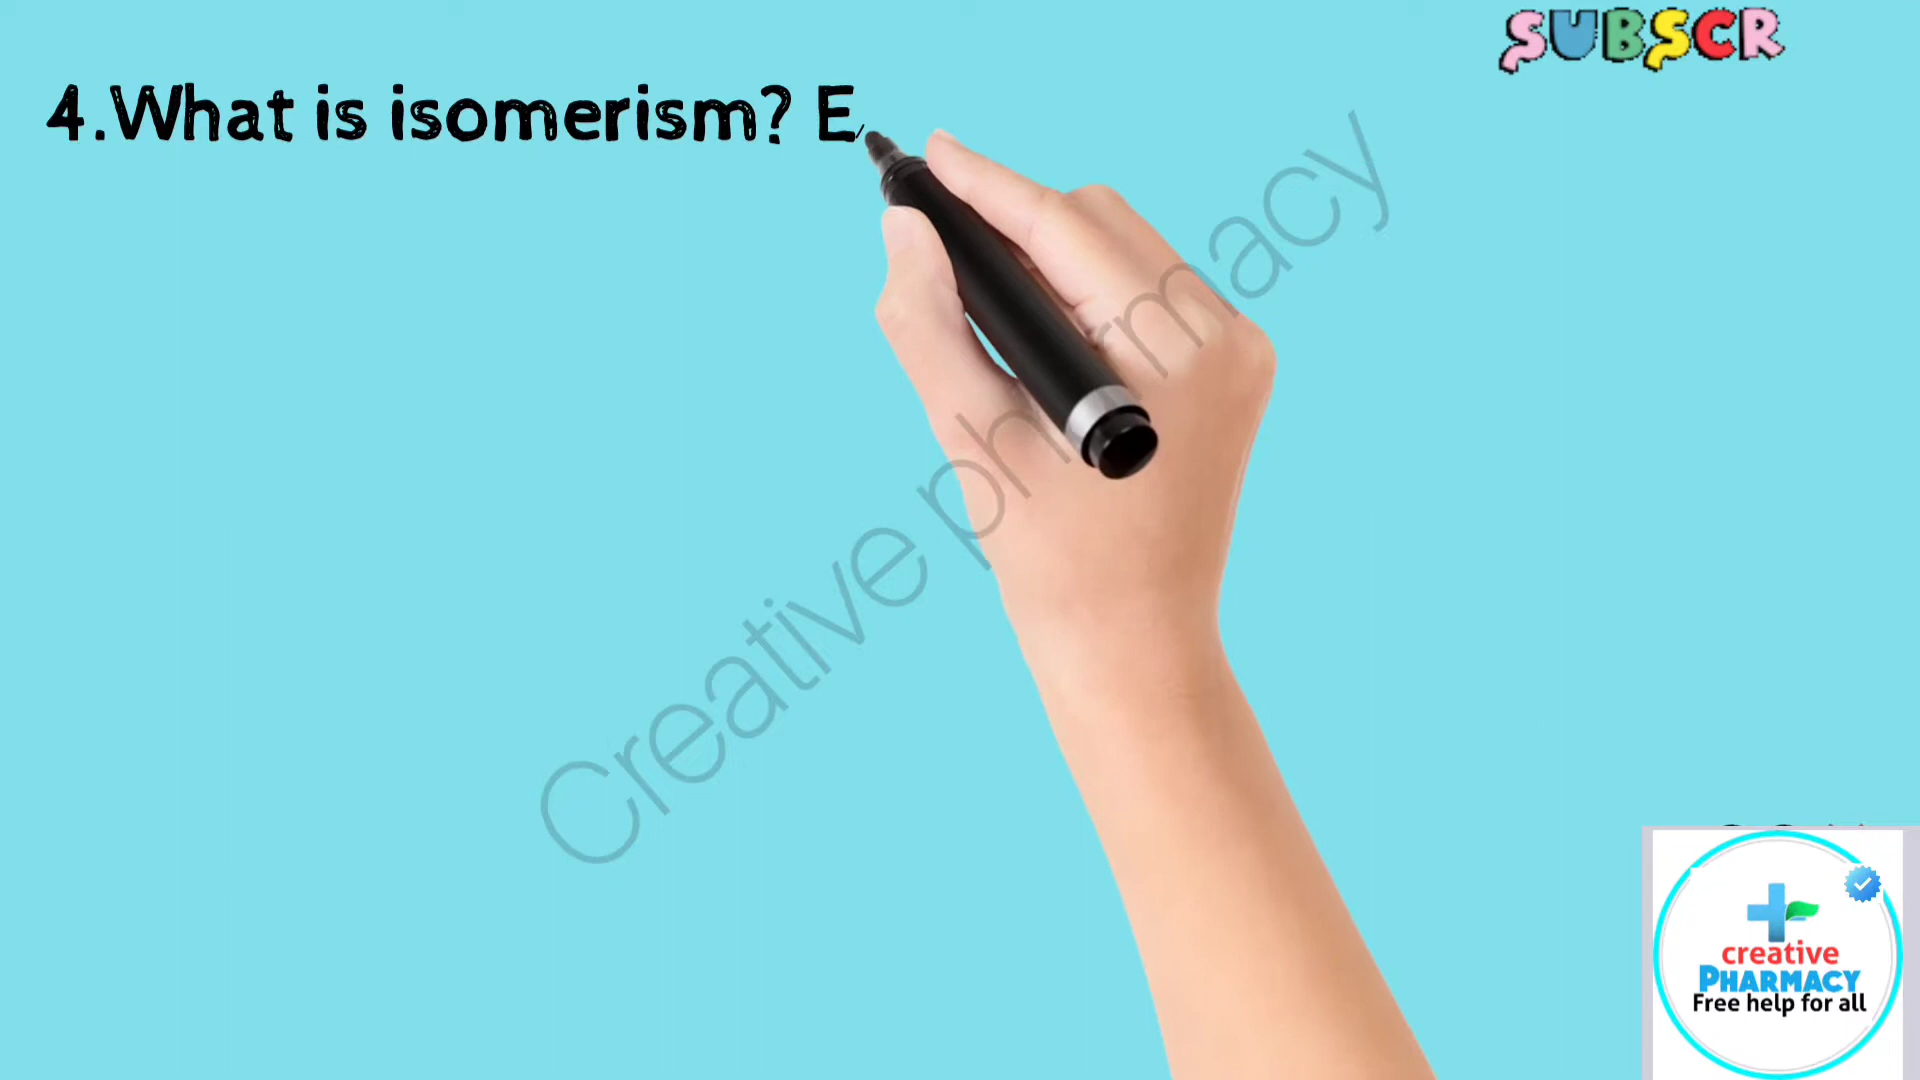 SUBSCR
4.What is isomerism? E
Creative pharmacy
creative
PHARMACY
Free help for all